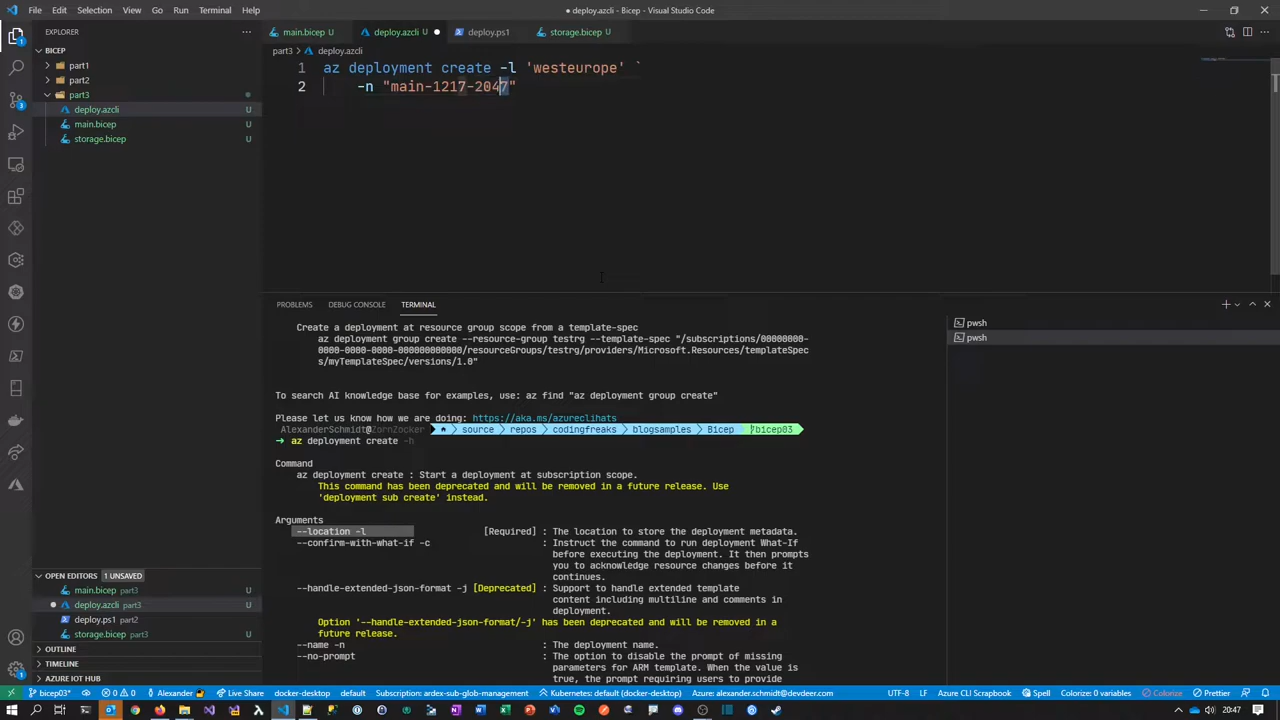 File Edit Selection View Go Run Terminal Help
● deploy.azcli - Bicep - Visual Studio Code
EXPLORER
BICEP
part1
part2
part3
deploy.azcli U
main.bicep U
storage.bicep U
main.bicep U
deploy.azcli U
deploy.ps1
storage.bicep U
part3 > deploy.azcli
1 az deployment create -l 'westeurope' `
2 -n "main-1217-2047"
PROBLEMS DEBUG CONSOLE TERMINAL
pwsh
pwsh
Create a deployment at resource group scope from a template-spec
az deployment group create --resource-group testrg --template-spec "/subscriptions/00000000-
0000-0000-0000-000000000000/resourceGroups/testrg/providers/Microsoft.Resources/templateSpec
s/myTemplateSpec/versions/1.0"
To search AI knowledge base for examples, use: az find "az deployment group create"
Please let us know how we are doing: https://aka.ms/azureclihats
AlexanderSchmidt@ZornZocker source repos codingfreaks blogsamples Bicep bicep03
→ az deployment create -h
Command
az deployment create : Start a deployment at subscription scope.
This command has been deprecated and will be removed in a future release. Use
'deployment sub create' instead.
Arguments
--location -l [Required] : The location to store the deployment metadata.
--confirm-with-what-if -c : Instruct the command to run deployment What-If
before executing the deployment. It then prompts
you to acknowledge resource changes before it
continues.
--handle-extended-json-format -j [Deprecated] : Support to handle extended template
content including multiline and comments in
deployment.
Option '--handle-extended-json-format/-j' has been deprecated and will be removed in a
future release.
--name -n : The deployment name.
--no-prompt : The option to disable the prompt of missing
parameters for ARM template. When the value is
true, the prompt requiring users to provide
OPEN EDITORS 1 UNSAVED
main.bicep part3 U
deploy.azcli part3 U
deploy.ps1 part2
storage.bicep part3 U
OUTLINE
TIMELINE
AZURE IOT HUB
bicep03* 0 0 Alexander Live Share docker-desktop default Subscription: ardex-sub-glob-management Kubernetes: default (docker-desktop) Azure: alexander.schmidt@devdeer.com UTF-8 LF Azure CLI Scrapbook Spell Colorize: 0 variables Colorize Prettier
20:47